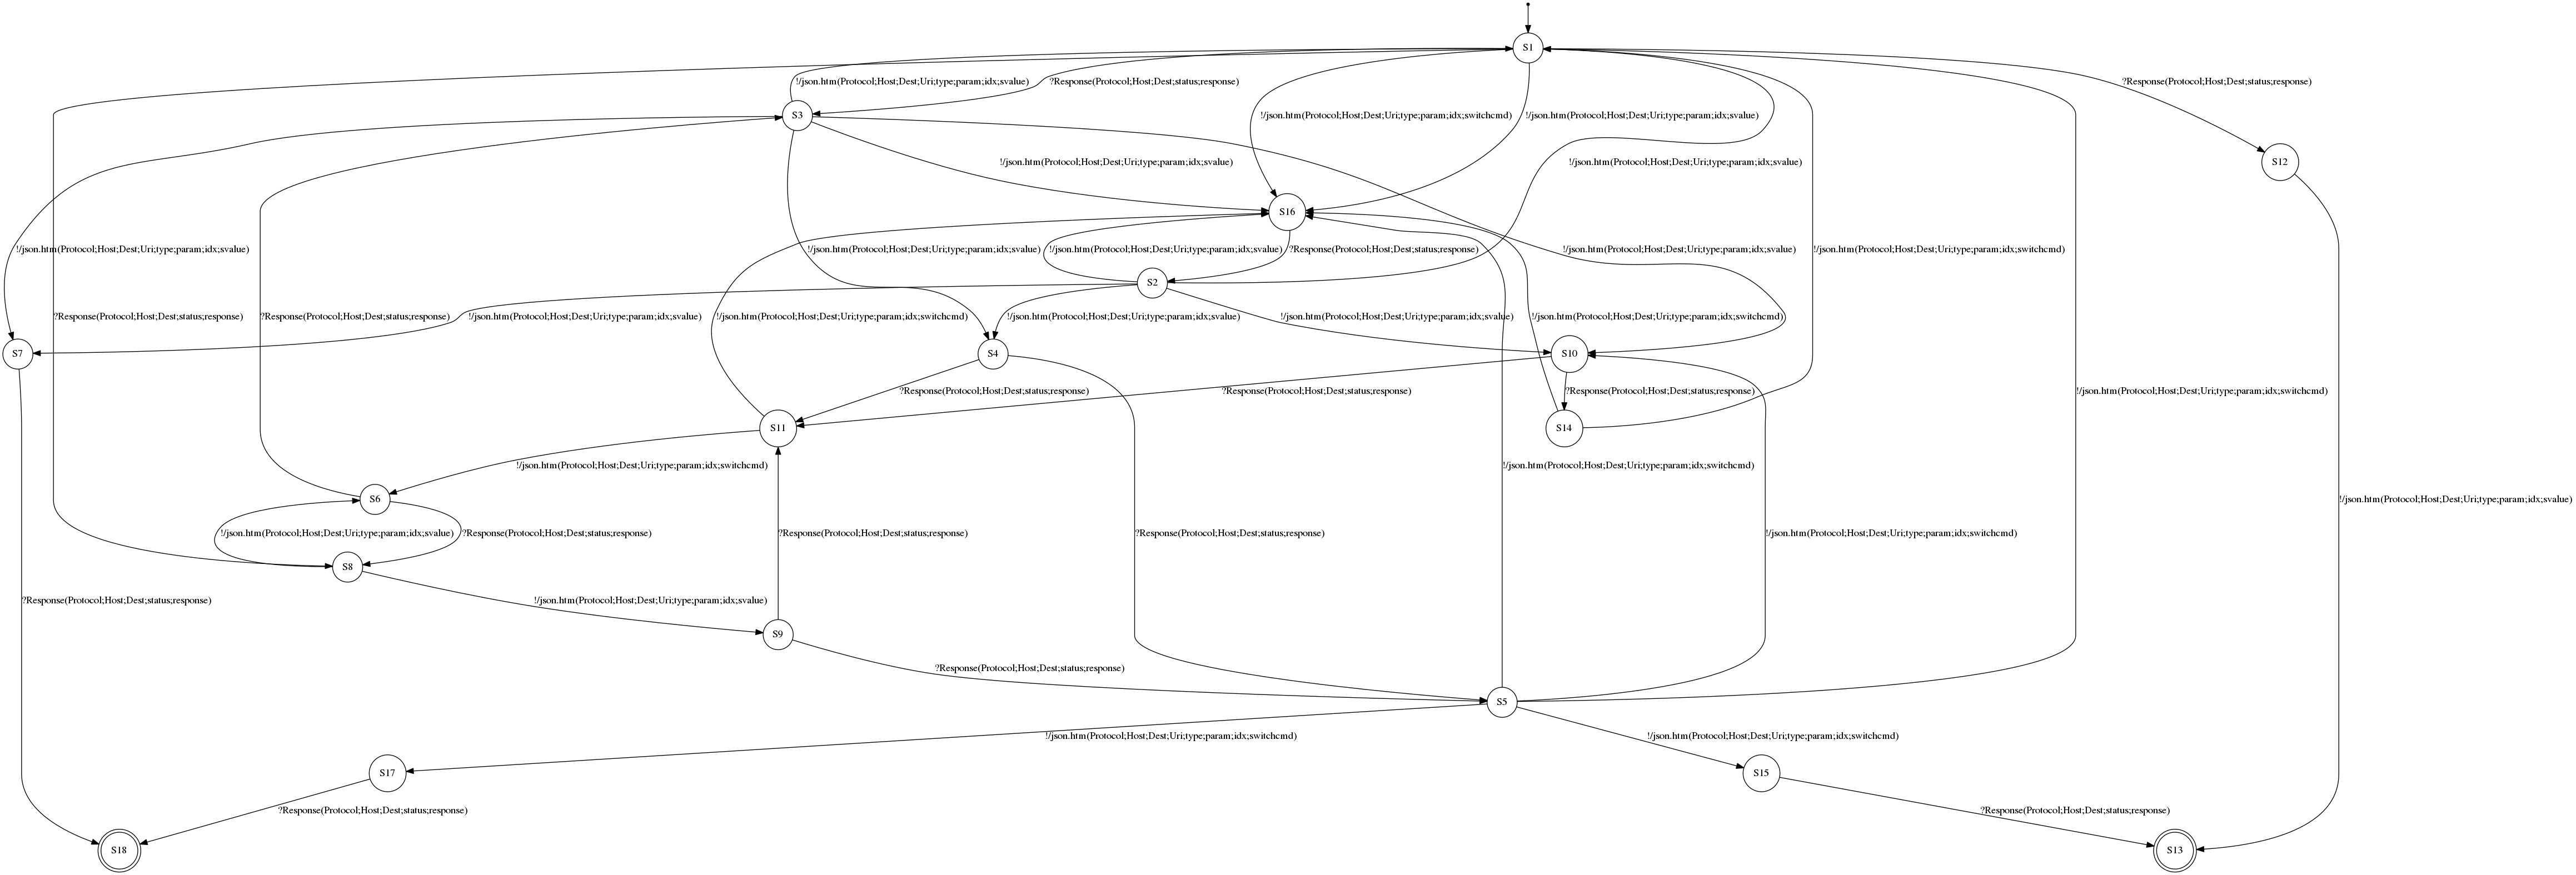 S1
!/json.htm(Protocol;Host;Dest;Uri;type;param;idx;svalue)
?Response(Protocol;Host;Dest;status;response)
?Response(Protocol;Host;Dest;status;response)
S3
!/json.htm(Protocol;Host;Dest;Uri;type;param;idx;switchcmd)
!/json.htm(Protocol;Host;Dest;Uri;type;param;idx;svalue)
!/json.htm(Protocol;Host;Dest;Uri;type;param;idx;svalue)
!/json.htm(Protocol;Host;Dest;Uri;type;param;idx;svalue)
S12
S16
!/json.htm(Protocol;Host;Dest;Uri;type;param;idx;svalue)
!/json.htm(Protocol;Host;Dest;Uri;type;param;idx;svalue)
!/json.htm(Protocol;Host;Dest;Uri;type;param;idx;svalue)
?Response(Protocol;Host;Dest;status;response)
!/json.htm(Protocol;Host;Dest;Uri;type;param;idx;svalue)
!/json.htm(Protocol;Host;Dest;Uri;type;param;idx;switchcmd)
S2
?Response(Protocol;Host;Dest;status;response)
?Response(Protocol;Host;Dest;status;response)
!/json.htm(Protocol;Host;Dest;Uri;type;param;idx;svalue)
!/json.htm(Protocol;Host;Dest;Uri;type;param;idx;switchcmd)
!/json.htm(Protocol;Host;Dest;Uri;type;param;idx;svalue)
!/json.htm(Protocol;Host;Dest;Uri;type;param;idx;svalue)
!/json.htm(Protocol;Host;Dest;Uri;type;param;idx;switchcmd)
S7
S4
S10
?Response(Protocol;Host;Dest;status;response)
?Response(Protocol;Host;Dest;status;response)
?Response(Protocol;Host;Dest;status;response)
!/json.htm(Protocol;Host;Dest;Uri;type;param;idx;switchcmd)
S11
S14
!/json.htm(Protocol;Host;Dest;Uri;type;param;idx;switchcmd)
!/json.htm(Protocol;Host;Dest;Uri;type;param;idx;switchcmd)
S6
!/json.htm(Protocol;Host;Dest;Uri;type;param;idx;svalue)
!/json.htm(Protocol;Host;Dest;Uri;type;param;idx;svalue)
?Response(Protocol;Host;Dest;status;response)
?Response(Protocol;Host;Dest;status;response)
?Response(Protocol;Host;Dest;status;response)
!/json.htm(Protocol;Host;Dest;Uri;type;param;idx;switchcmd)
S8
?Response(Protocol;Host;Dest;status;response)
!/json.htm(Protocol;Host;Dest;Uri;type;param;idx;svalue)
S9
?Response(Protocol;Host;Dest;status;response)
S5
!/json.htm(Protocol;Host;Dest;Uri;type;param;idx;switchcmd)
!/json.htm(Protocol;Host;Dest;Uri;type;param;idx;switchcmd)
S17
S15
?Response(Protocol;Host;Dest;status;response)
?Response(Protocol;Host;Dest;status;response)
S18
S13